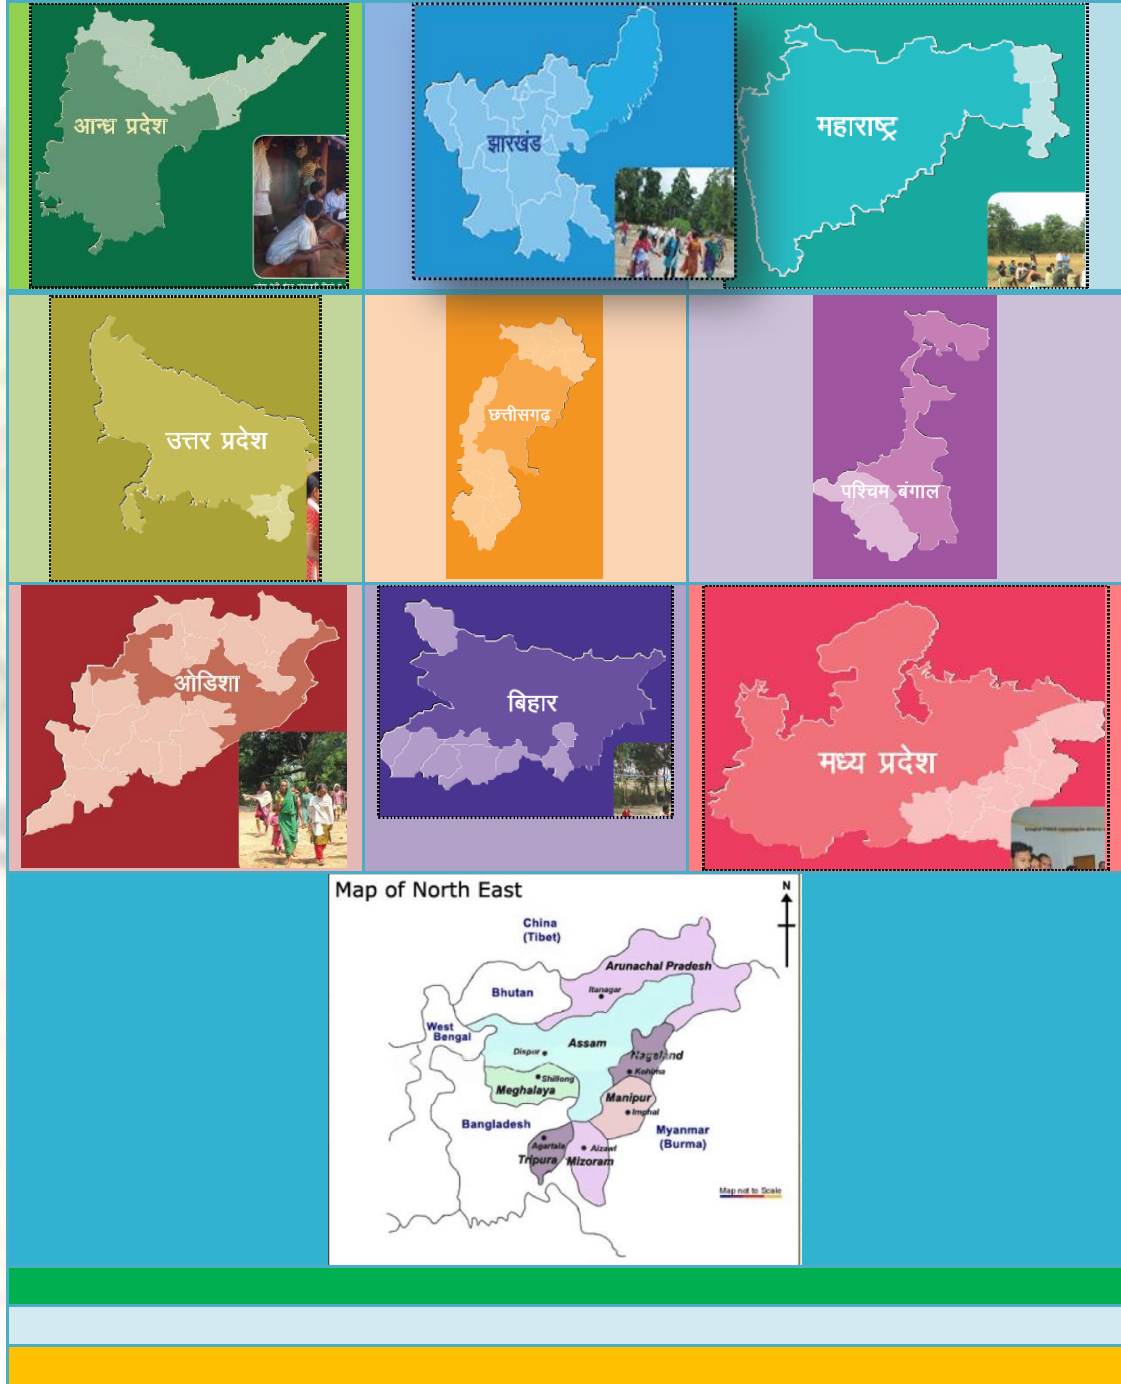 आन्ध्र प्रदेश
झारखंड
महाराष्ट्र
उत्तर प्रदेश
छत्तीसगढ़
पश्चिम बंगाल
ओडिशा
बिहार
मध्य प्रदेश
Map of North East
N
China
(Tibet)
Arunachal Pradesh
Itanagar
Bhutan
West
Bengal
Assam
Dispur
Nagaland
Kohima
Shillong
Meghalaya
Manipur
Imphal
Bangladesh
Myanmar
(Burma)
Agartala
Aizawl
Tripura
Mizoram
Map not to Scale